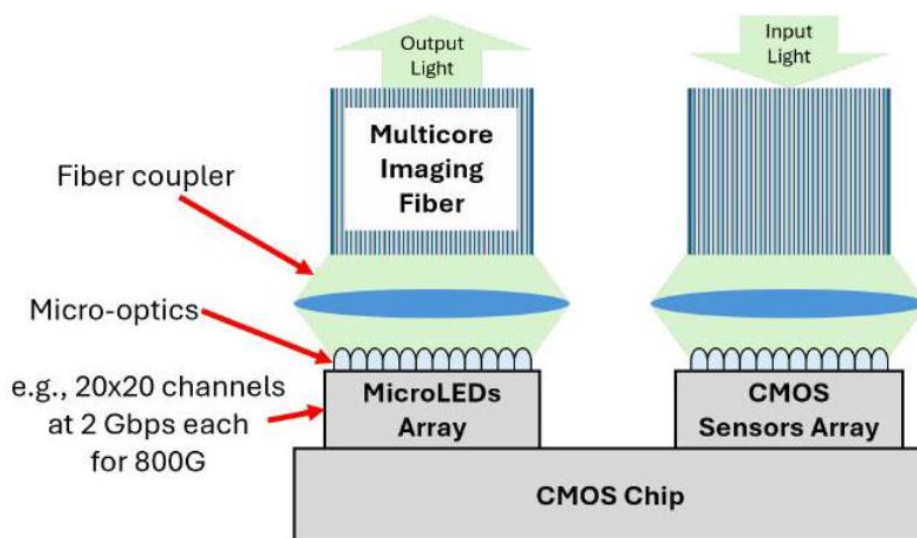 Output
Light
Input
Light
Multicore
Imaging
Fiber
Fiber coupler
Micro-optics
e.g., 20x20 channels
at 2 Gbps each
for 800G
MicroLEDs
Array
CMOS
Sensors Array
CMOS Chip